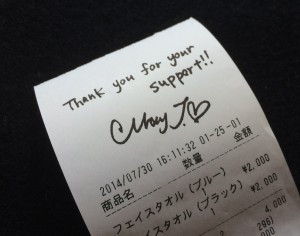 Thank you for your
support!!
2014/07/30 16:11:32 01-25-01
商品名 数量 金額
フェイスタオル (ブルー) ¥2,000
フェイスタオル (ブラック) ¥2,000
1
4,000
296)